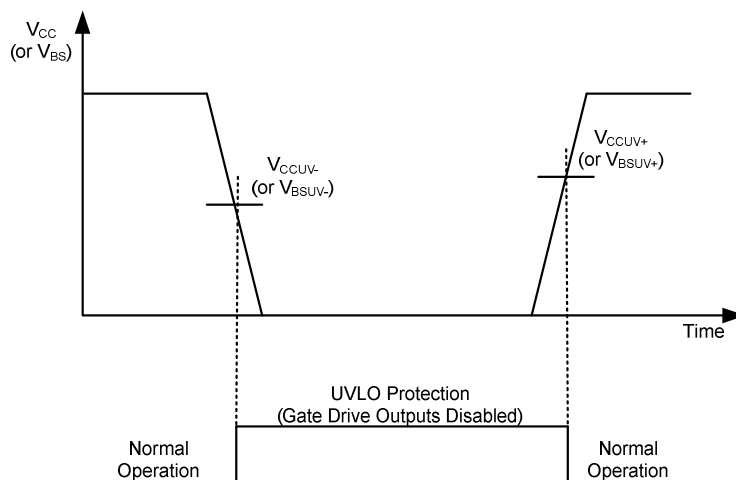 VCC
(or VBS)
VCCUV-
(or VBSUV-)
VCCUV+
(or VBSUV+)
Time
UVLO Protection
(Gate Drive Outputs Disabled)
Normal
Operation
Normal
Operation